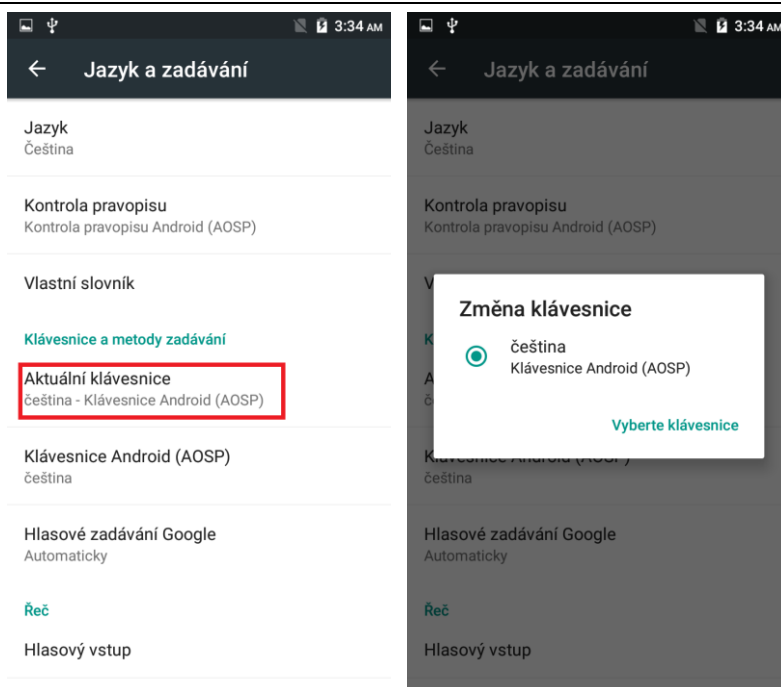 3:34 AM
Jazyk a zadávání
Jazyk
Čeština
Kontrola pravopisu
Kontrola pravopisu Android (AOSP)
Vlastní slovník
Klávesnice a metody zadávání
Aktuální klávesnice
čeština - Klávesnice Android (AOSP)
Klávesnice Android (AOSP)
čeština
Hlasové zadávání Google
Automaticky
Řeč
Hlasový vstup
3:34 AM
Jazyk a zadávání
Jazyk
Čeština
Kontrola pravopisu
Kontrola pravopisu Android (AOSP)
Změna klávesnice
čeština
Klávesnice Android (AOSP)
Vyberte klávesnice
Klávesnice Android (AOSP)
čeština
Hlasové zadávání Google
Automaticky
Řeč
Hlasový vstup